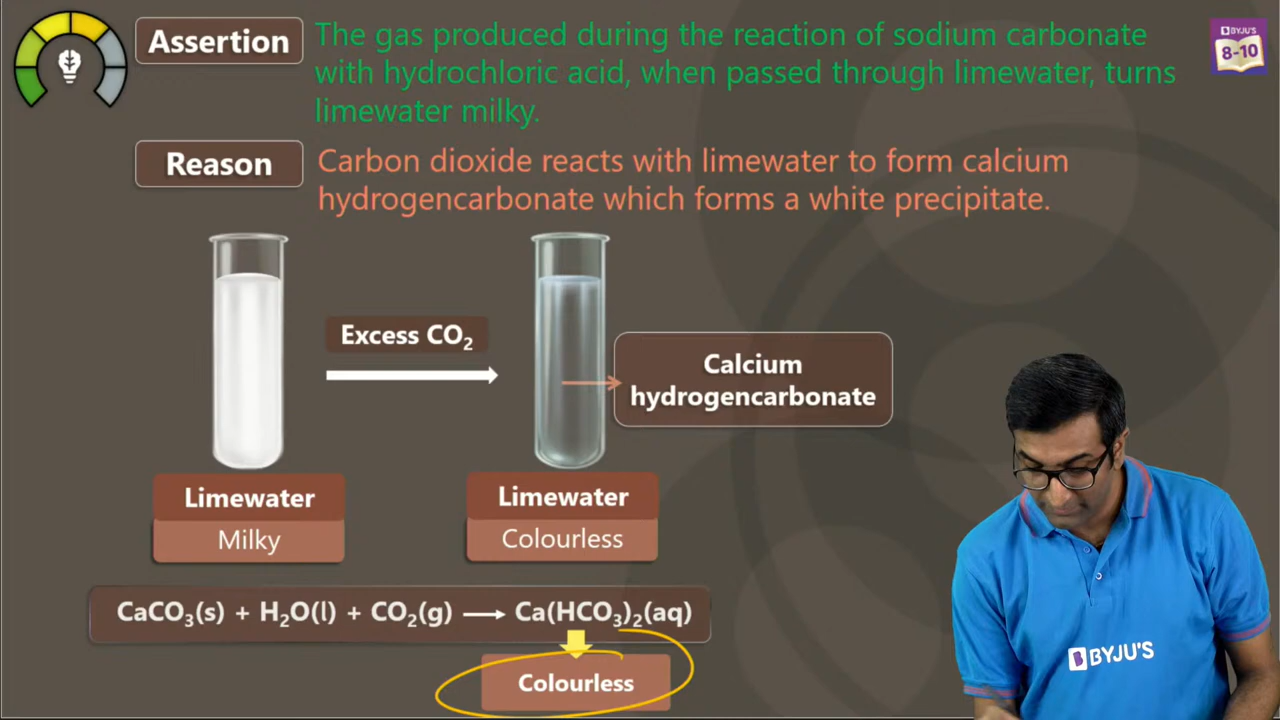 Assertion
The gas produced during the reaction of sodium carbonate
with hydrochloric acid, when passed through limewater, turns
limewater milky.
BYJU'S
8-10
Reason
Carbon dioxide reacts with limewater to form calcium
hydrogencarbonate which forms a white precipitate.
Excess CO₂
Calcium
hydrogencarbonate
Limewater
Milky
Limewater
Colourless
CaCO₃(s) + H₂O(l) + CO₂(g) → Ca(HCO₃)₂(aq)
Colourless
BYJU'S